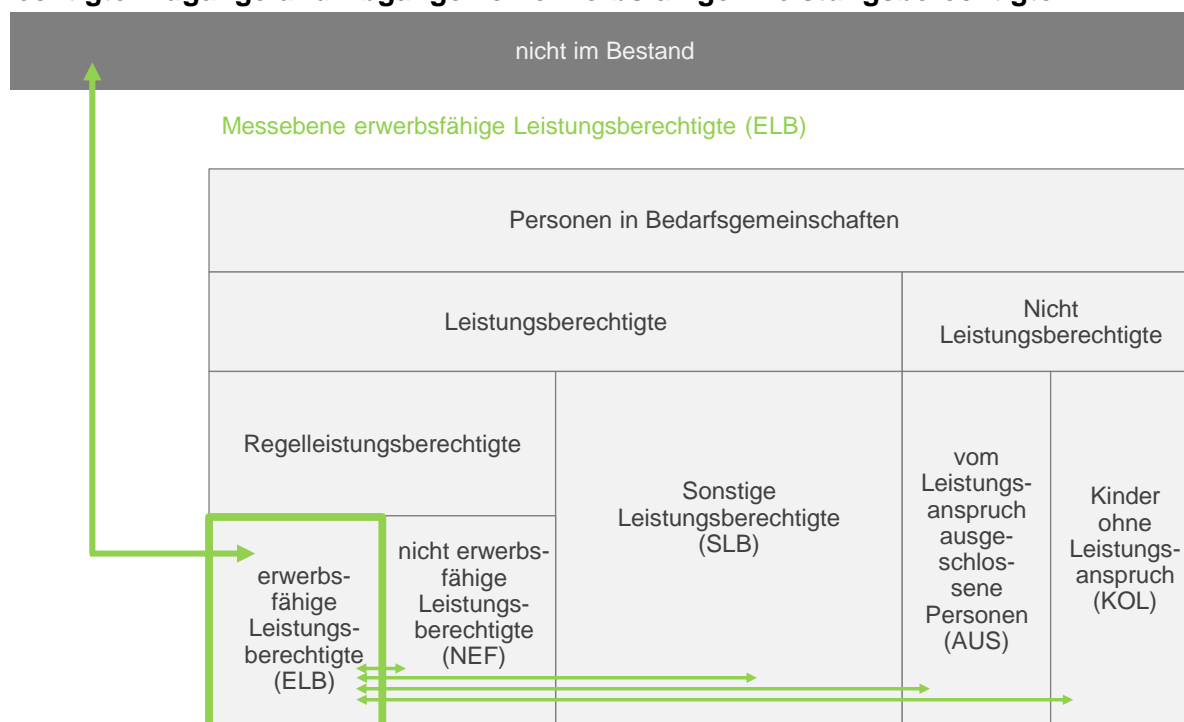 nicht im Bestand
Messebene erwerbsfähige Leistungsberechtigte (ELB)
Personen in Bedarfsgemeinschaften
Leistungsberechtigte
Nicht
Leistungsberechtigte
Regelleistungsberechtigte
Sonstige
Leistungsberechtigte
(SLB)
vom
Leistungs-
anspruch
ausge-
schlos-
sene
Personen
(AUS)
Kinder
ohne
Leistungs-
anspruch
(KOL)
erwerbs-
fähige
Leistungs-
berechtigte
(ELB)
nicht erwerbs-
fähige
Leistungs-
berechtigte
(NEF)